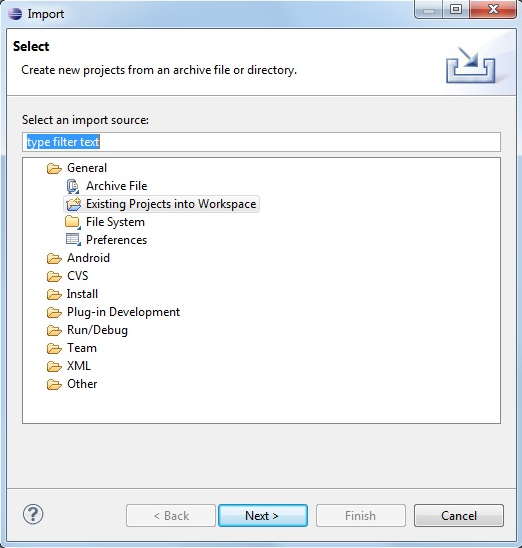 Import
Select
Create new projects from an archive file or directory.
Select an import source:
type filter text
General
Archive File
Existing Projects into Workspace
File System
Preferences
Android
CVS
Install
Plug-in Development
Run/Debug
Team
XML
Other
? < Back Next > Finish Cancel